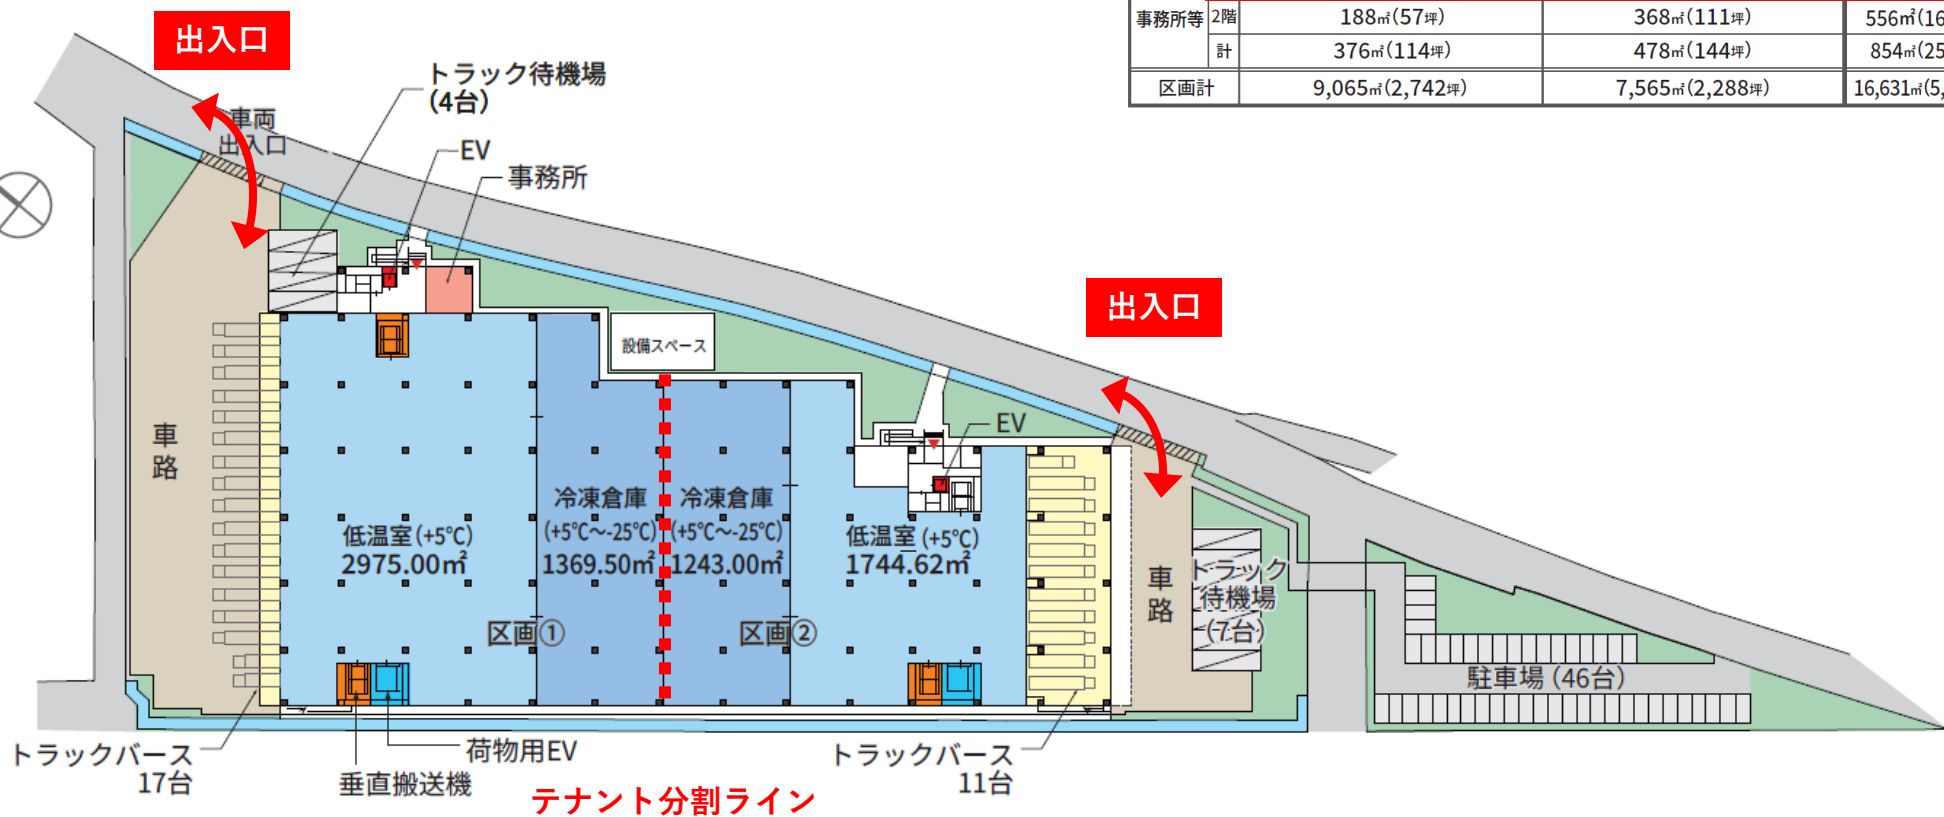 事務所等 2階 188㎡(57坪) 368㎡(111坪) 556㎡(16
計 376㎡(114坪) 478㎡(144坪) 854㎡(25
区画計 9,065㎡(2,742坪) 7,565㎡(2,288坪) 16,631㎡(5,
出入口
トラック待機場
(4台)
車両
出入口
EV
事務所
出入口
設備スペース
EV
車
路
冷凍倉庫
(+5℃～-25℃)
1369.50㎡
冷凍倉庫
(+5℃～-25℃)
1243.00㎡
低温室(+5℃)
2975.00㎡
低温室(+5℃)
1744.62㎡
車
路
トラック
待機場
(7台)
区画①
区画②
駐車場(46台)
トラックバース
17台
荷物用EV
垂直搬送機
トラックバース
11台
テナント分割ライン